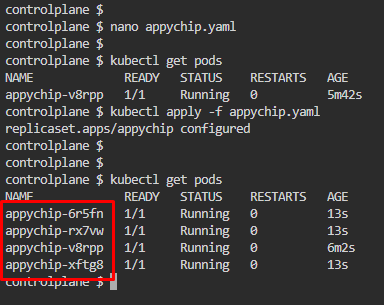 controlplane $
controlplane $ nano appychip.yaml
controlplane $
controlplane $
controlplane $ kubectl get pods
NAME READY STATUS RESTARTS AGE
appychip-v8rpp 1/1 Running 0 5m42s
controlplane $ kubectl apply -f appychip.yaml
replicaset.apps/appychip configured
controlplane $
controlplane $
controlplane $ kubectl get pods
NAME READY STATUS RESTARTS AGE
appychip-6r5fn 1/1 Running 0 13s
appychip-rx7vw 1/1 Running 0 13s
appychip-v8rpp 1/1 Running 0 6m2s
appychip-xftg8 1/1 Running 0 13s
controlplane $